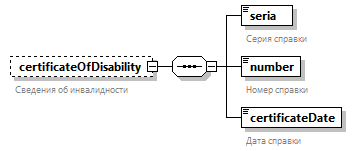 seria
Серия справки
certificateOfDisability
Сведения об инвалидности
number
Номер справки
certificateDate
Дата справки